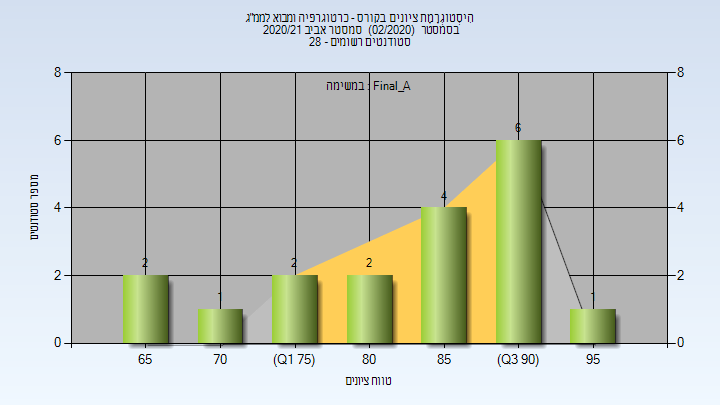 היסטוגרמת ציונים בקורס - כרטוגרפיה ומבוא לממ"ג
בסמסטר (02/2020) סמסטר אביב 2020/21
סטודנטים רשומים - 28
במשימה : Final_A
מספר סטודנטים
8
6
4
2
0
8
6
4
2
0
2
1
2
2
4
6
1
65
70
(Q1 75)
80
85
(Q3 90)
95
טווח ציונים